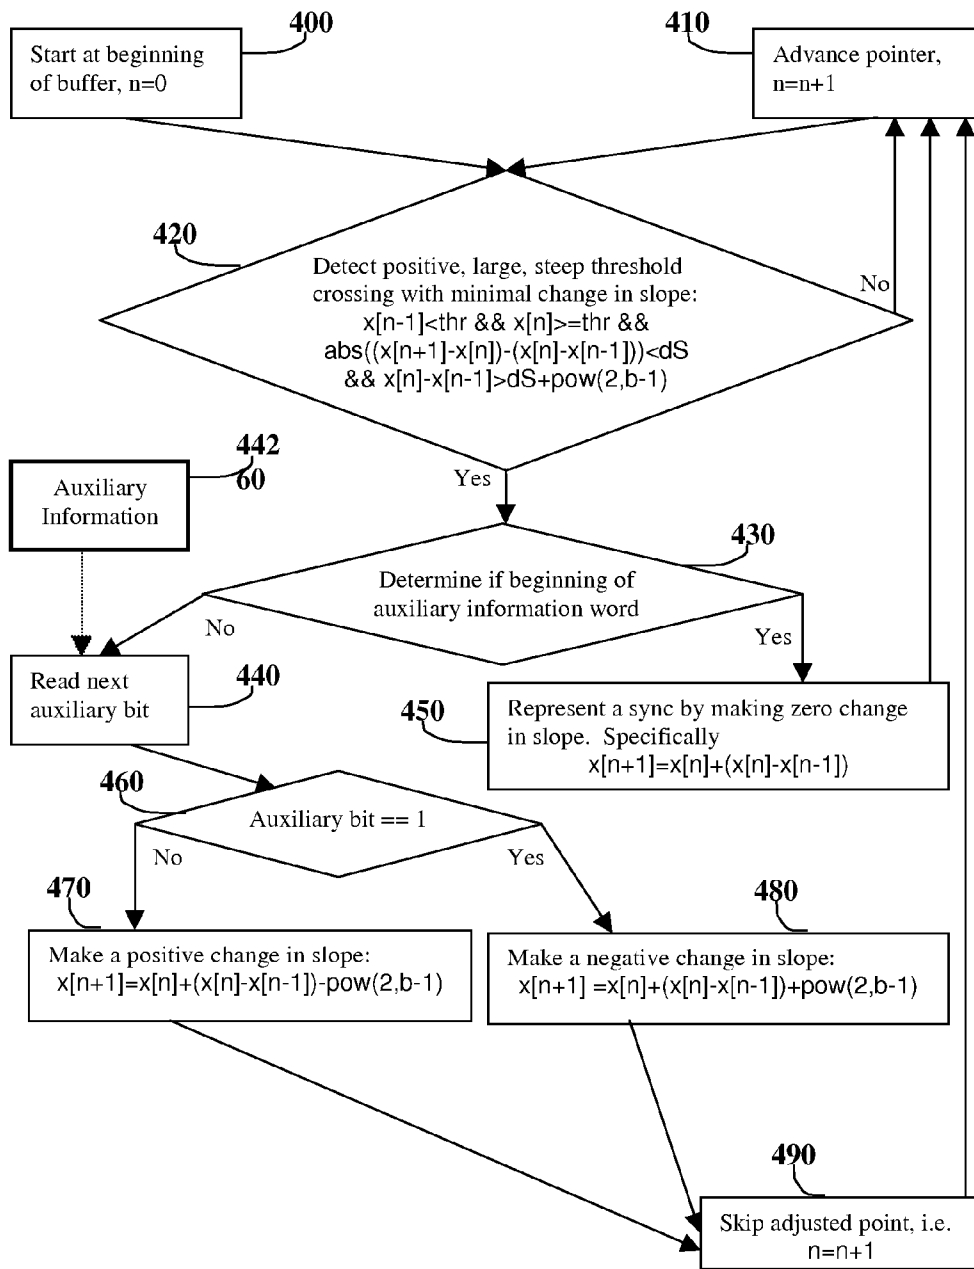 400
Start at beginning
of buffer, n=0
410
Advance pointer,
n=n+1
420
Detect positive, large, steep threshold
crossing with minimal change in slope:
x[n-1]<thr && x[n]>=thr &&
abs((x[n+1]-x[n])-(x[n]-x[n-1]))<dS
&& x[n]-x[n-1]>dS+pow(2,b-1)
No
Yes
442
60
Auxiliary
Information
430
Determine if beginning of
auxiliary information word
No
Yes
440
Read next
auxiliary bit
450
Represent a sync by making zero change
in slope. Specifically
x[n+1]=x[n]+(x[n]-x[n-1])
460
Auxiliary bit == 1
No
Yes
470
Make a positive change in slope:
x[n+1]=x[n]+(x[n]-x[n-1])-pow(2,b-1)
480
Make a negative change in slope:
x[n+1] =x[n]+(x[n]-x[n-1])+pow(2,b-1)
490
Skip adjusted point, i.e.
n=n+1